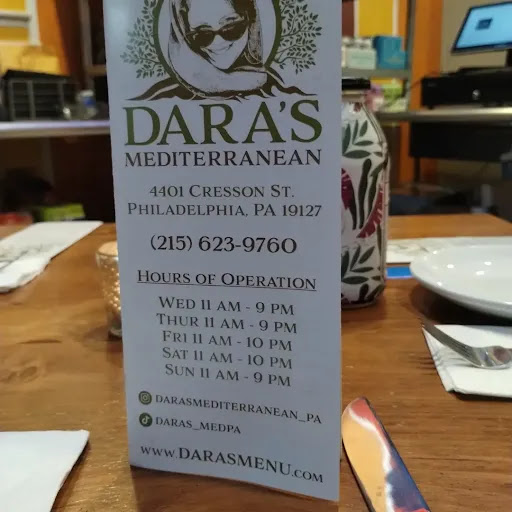 DARA'S
MEDITERRANEAN
4401 CRESSON ST.
PHILADELPHIA, PA 19127
(215) 623-9760
HOURS OF OPERATION
WED 11 AM - 9 PM
THUR 11 AM - 9 PM
FRI 11 AM - 10 PM
SAT 11 AM - 10 PM
SUN 11 AM - 9 PM
DARASMEDITERRANEAN_PA
DARAS_MEDPA
WWW.DARASMENU.COM